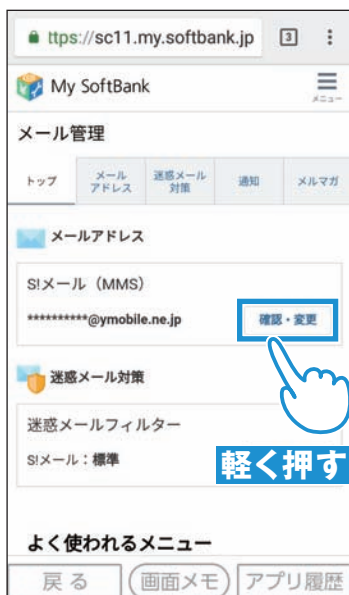 ttps://sc11.my.softbank.jp 3
My SoftBank
メニュー
メール管理
トップ
メール
アドレス
迷惑メール
対策
通知
メルマガ
メールアドレス
S!メール（MMS）
**********@ymobile.ne.jp 確認・変更
迷惑メール対策
迷惑メールフィルター
S!メール：標準
軽く押す
よく使われるメニュー
戻る 画面メモ アプリ履歴